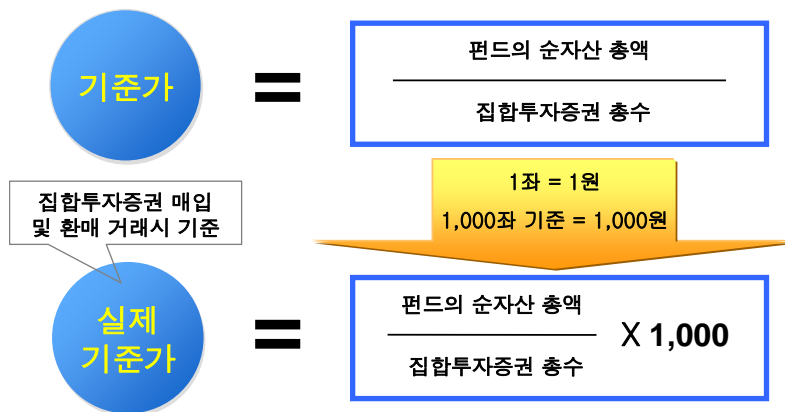 기준가
=
펀드의 순자산 총액
집합투자증권 총수
1좌 = 1원
1,000좌 기준 = 1,000원
집합투자증권 매입
및 환매 거래시 기준
실제
기준가
=
펀드의 순자산 총액
집합투자증권 총수
X 1,000